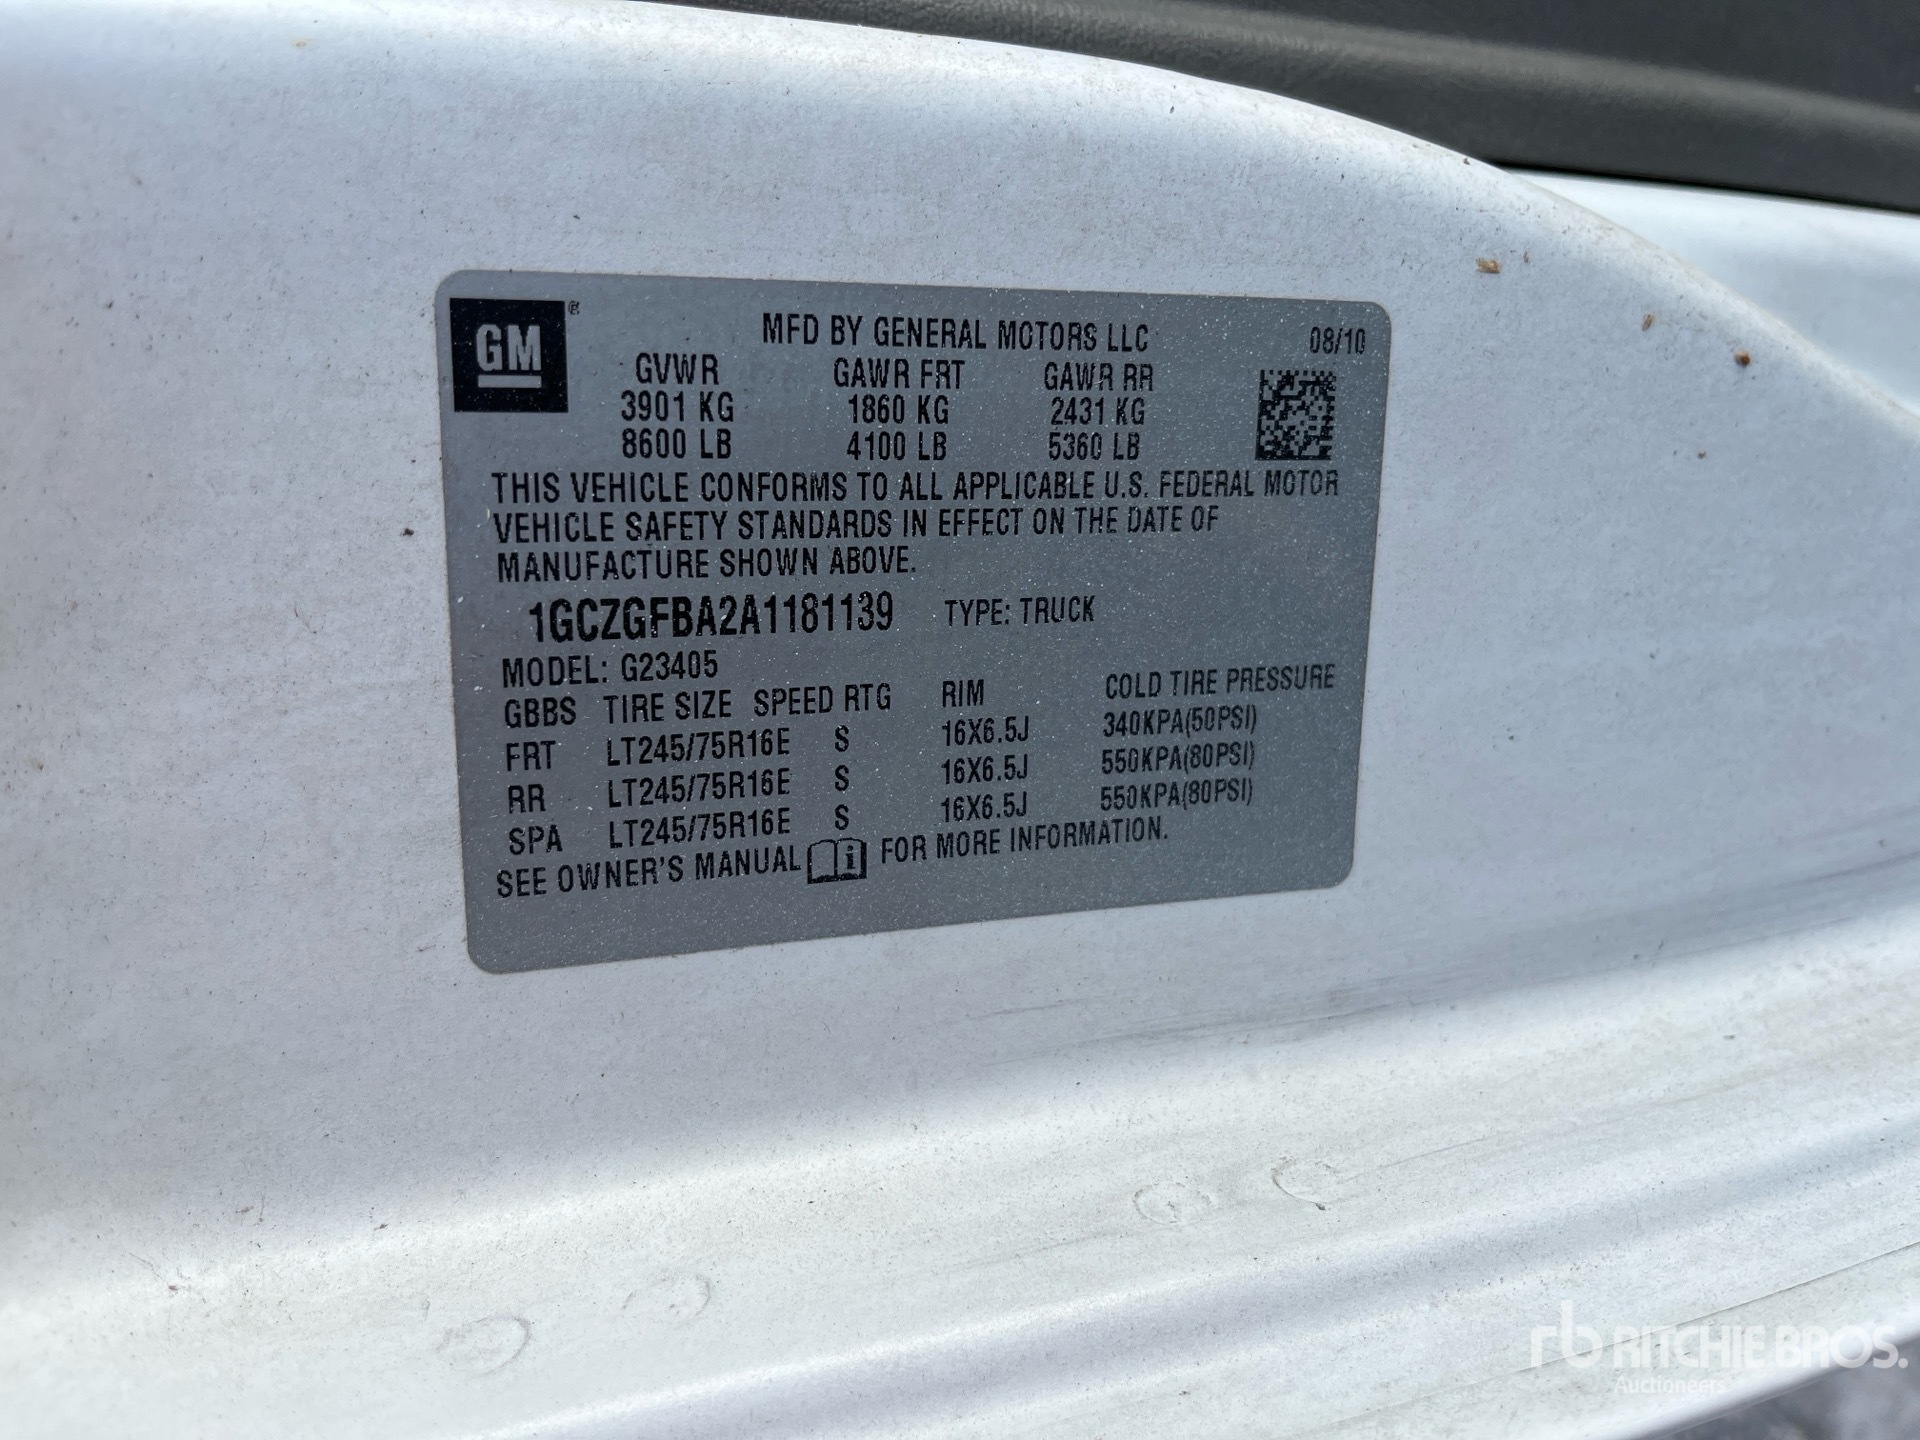 GM ®
MFD BY GENERAL MOTORS LLC 08/10
GVWR GAWR FRT GAWR RR
3901 KG 1860 KG 2431 KG
8600 LB 4100 LB 5360 LB
THIS VEHICLE CONFORMS TO ALL APPLICABLE U.S. FEDERAL MOTOR
VEHICLE SAFETY STANDARDS IN EFFECT ON THE DATE OF
MANUFACTURE SHOWN ABOVE.
1GCZGFBA2A1181139 TYPE: TRUCK
MODEL: G23405
GBBS TIRE SIZE SPEED RTG RIM COLD TIRE PRESSURE
FRT LT245/75R16E S 16X6.5J 340KPA(50PSI)
RR LT245/75R16E S 16X6.5J 550KPA(80PSI)
SPA LT245/75R16E S 16X6.5J 550KPA(80PSI)
SEE OWNER'S MANUAL i FOR MORE INFORMATION.
rb RITCHIE BROS.
Auctioneers